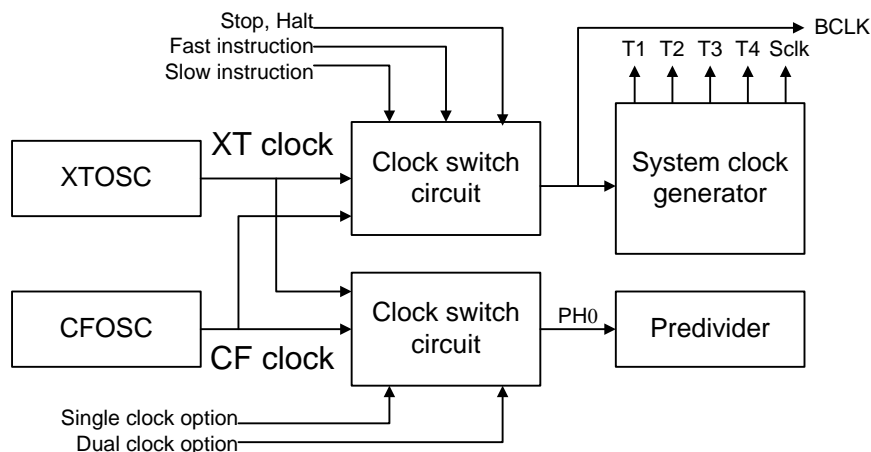 Stop, Halt
BCLK
Fast instruction
T1 T2 T3 T4 Sclk
Slow instruction
XT clock
XTOSC
Clock switch
circuit
System clock
generator
CFOSC
CF clock
Clock switch
circuit
PH0
Predivider
Single clock option
Dual clock option